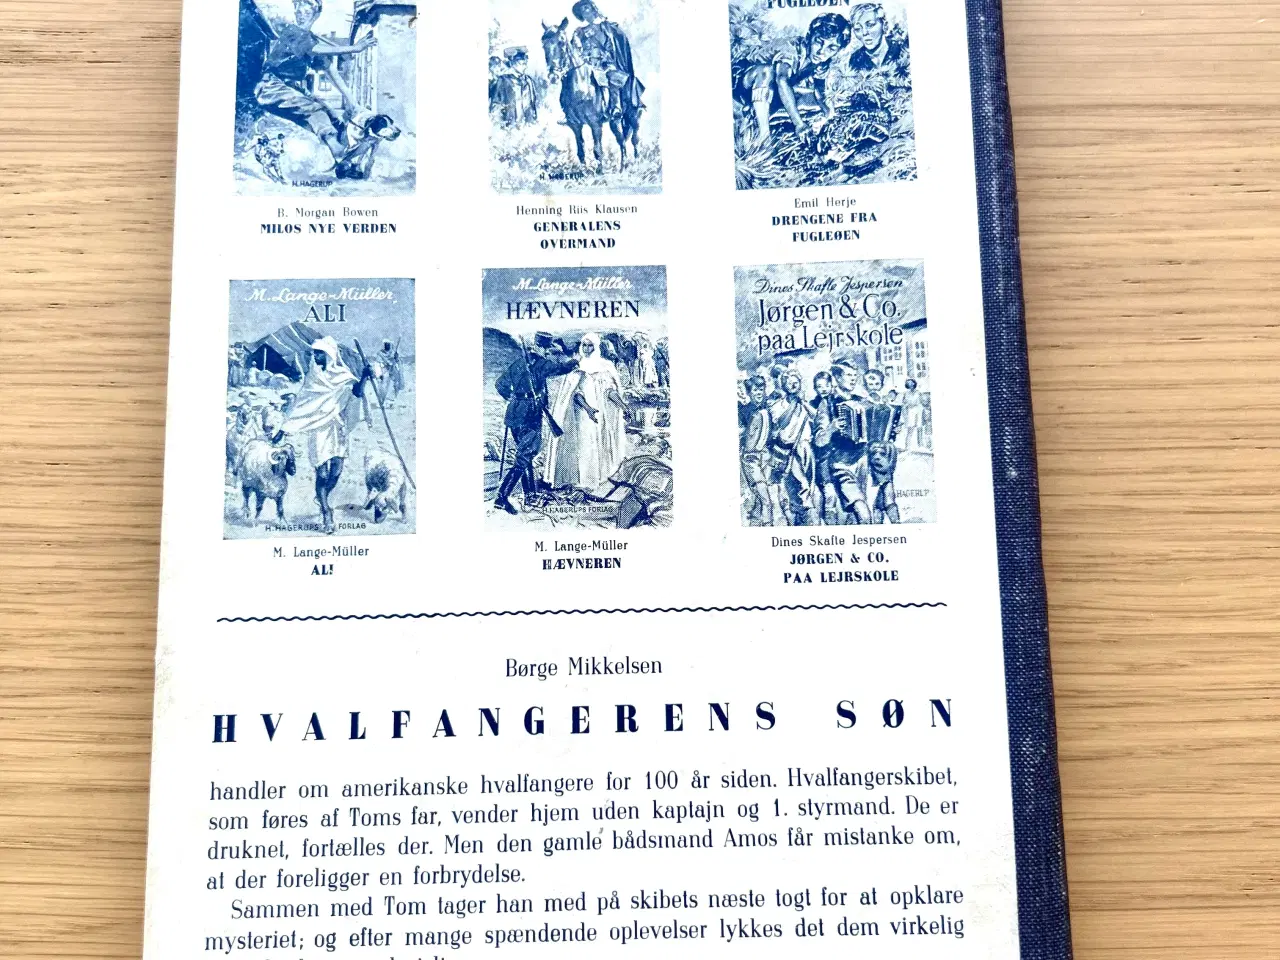 FUGLEØEN
H. HAGERUP
H. HAGERUP
B. Morgan Bowen
MILOS NYE VERDEN
Henning Riis Klausen
GENERALENS
OVERMAND
Emil Herje
DRENGENE FRA
FUGLEØEN
M. Lange-Müller
ALI
H. HAGERUPS FORLAG
M. Lange-Müller
HÆVNEREN
H. HAGERUPS FORLAG
Dines Skafte Jespersen
Jørgen & Co.
paa Lejrskole
HAGERUP
M. Lange-Müller
ALI
M. Lange-Müller
HÆVNEREN
Dines Skafte Jespersen
JØRGEN & CO.
PAA LEJRSKOLE
Børge Mikkelsen
HVALFANGERENS SØN
handler om amerikanske hvalfangere for 100 år siden. Hvalfangerskibet,
som føres af Toms far, vender hjem uden kaptajn og 1. styrmand. De er
druknet, fortælles der. Men den gamle bådsmand Amos får mistanke om,
at der foreligger en forbrydelse.
Sammen med Tom tager han med på skibets næste togt for at opklare
mysteriet; og efter mange spændende oplevelser lykkes det dem virkelig